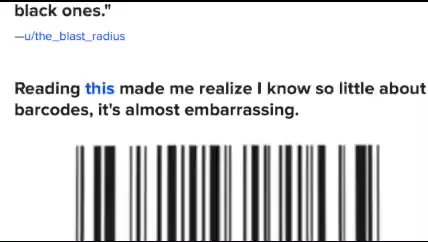 black ones."
—u/the_blast_radius
Reading this made me realize I know so little about
barcodes, it's almost embarrassing.